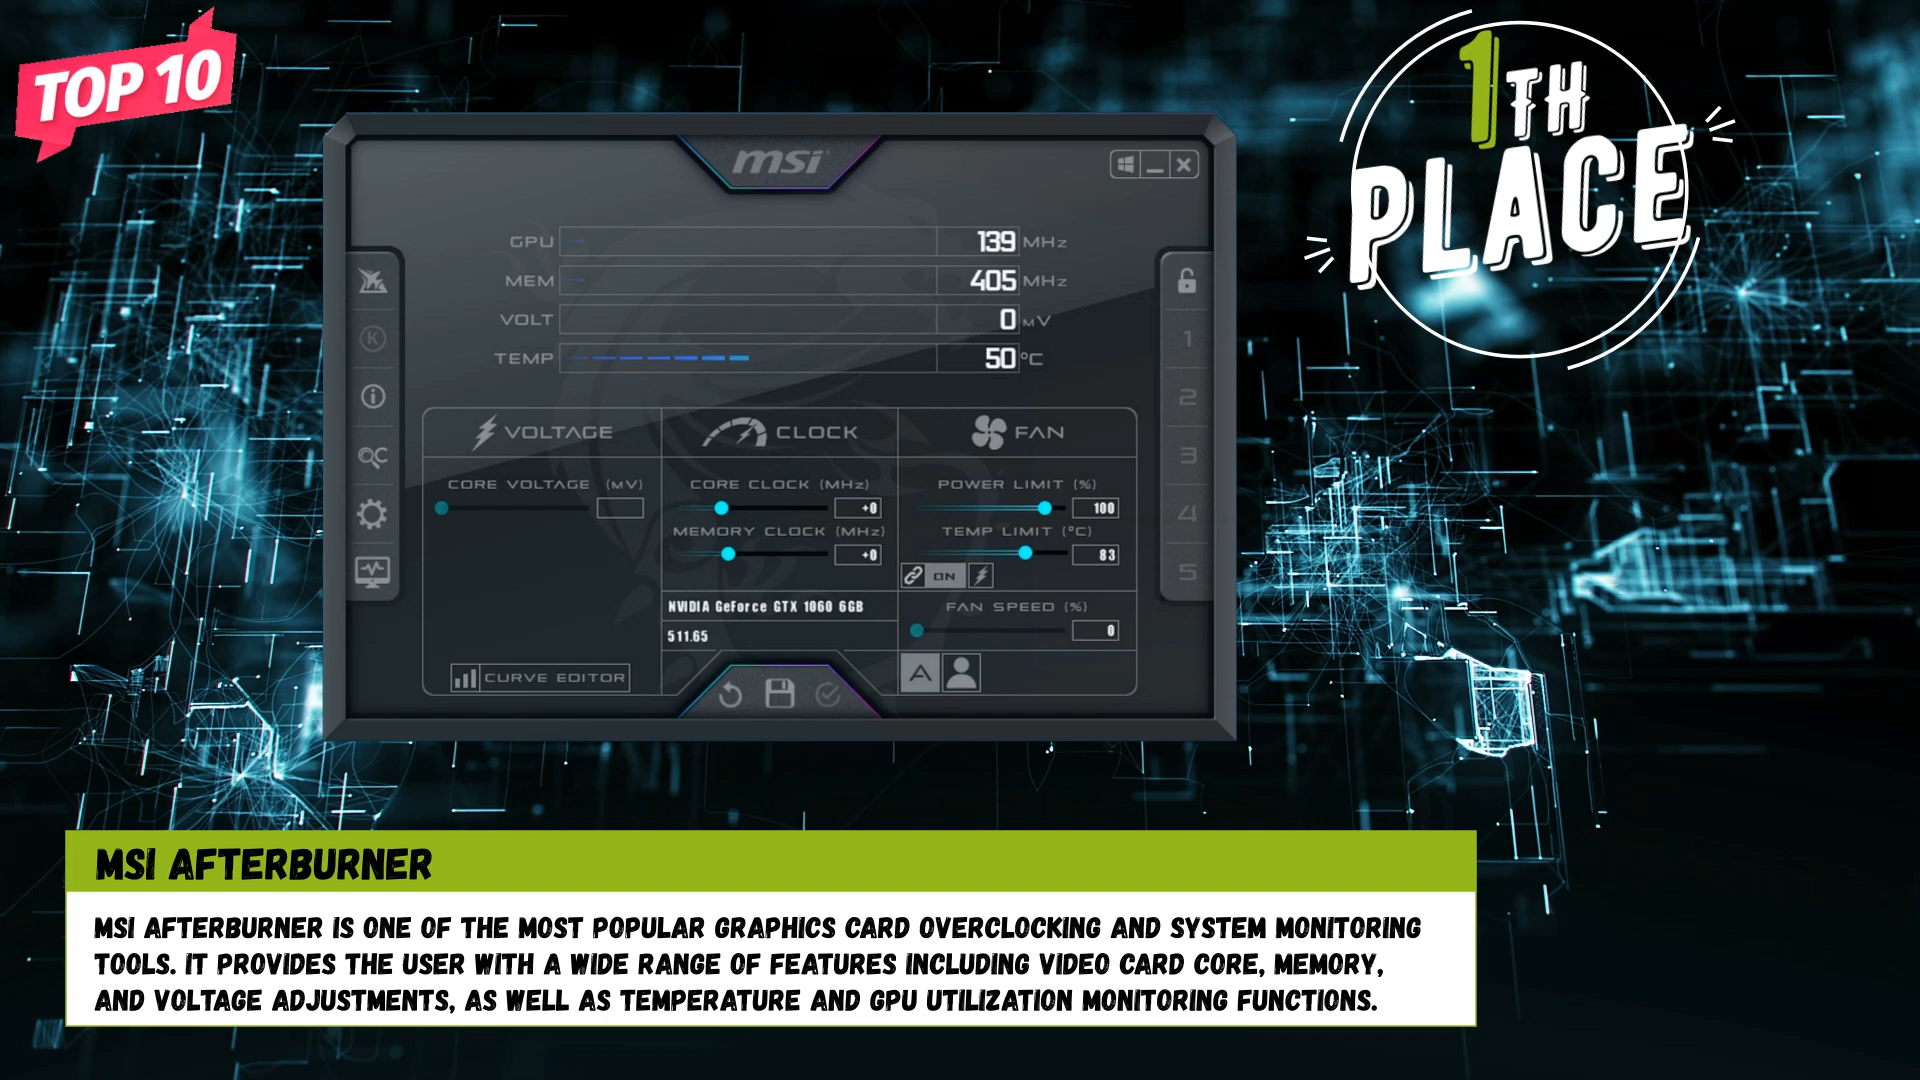 TOP 10
1TH
PLACE
msi
GPU 139 MHz
MEM 405 MHz
VOLT 0 MV
TEMP 50 °C
K
1
2
3
4
5
VOLTAGE
CLOCK
FAN
CORE VOLTAGE (MV)
CORE CLOCK (MHz)
+0
MEMORY CLOCK (MHz)
+0
POWER LIMIT (%)
100
TEMP LIMIT (°C)
83
ON
NVIDIA GeForce GTX 1060 6GB
511.65
FAN SPEED (%)
0
CURVE EDITOR
A
MSI AFTERBURNER
MSI AFTERBURNER IS ONE OF THE MOST POPULAR GRAPHICS CARD OVERCLOCKING AND SYSTEM MONITORING
TOOLS. IT PROVIDES THE USER WITH A WIDE RANGE OF FEATURES INCLUDING VIDEO CARD CORE, MEMORY,
AND VOLTAGE ADJUSTMENTS, AS WELL AS TEMPERATURE AND GPU UTILIZATION MONITORING FUNCTIONS.